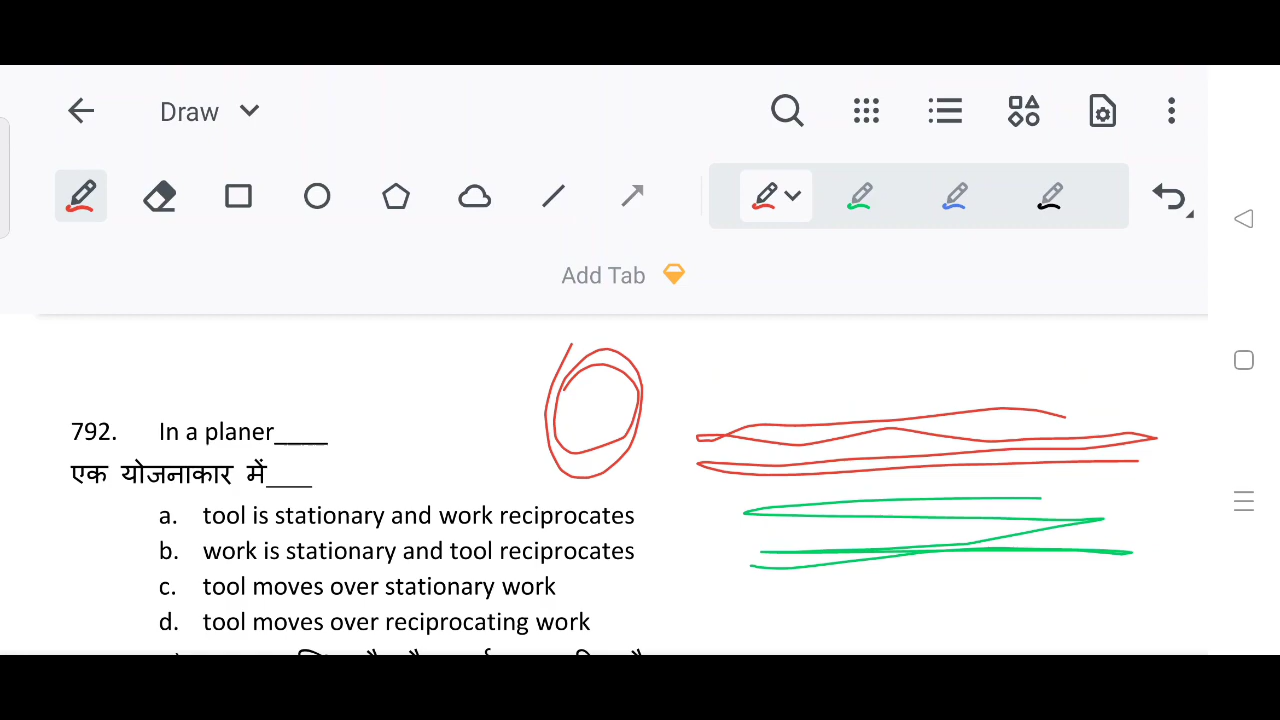 Draw
Add Tab
792. In a planer____
एक योजनाकार में___
a. tool is stationary and work reciprocates
b. work is stationary and tool reciprocates
c. tool moves over stationary work
d. tool moves over reciprocating work